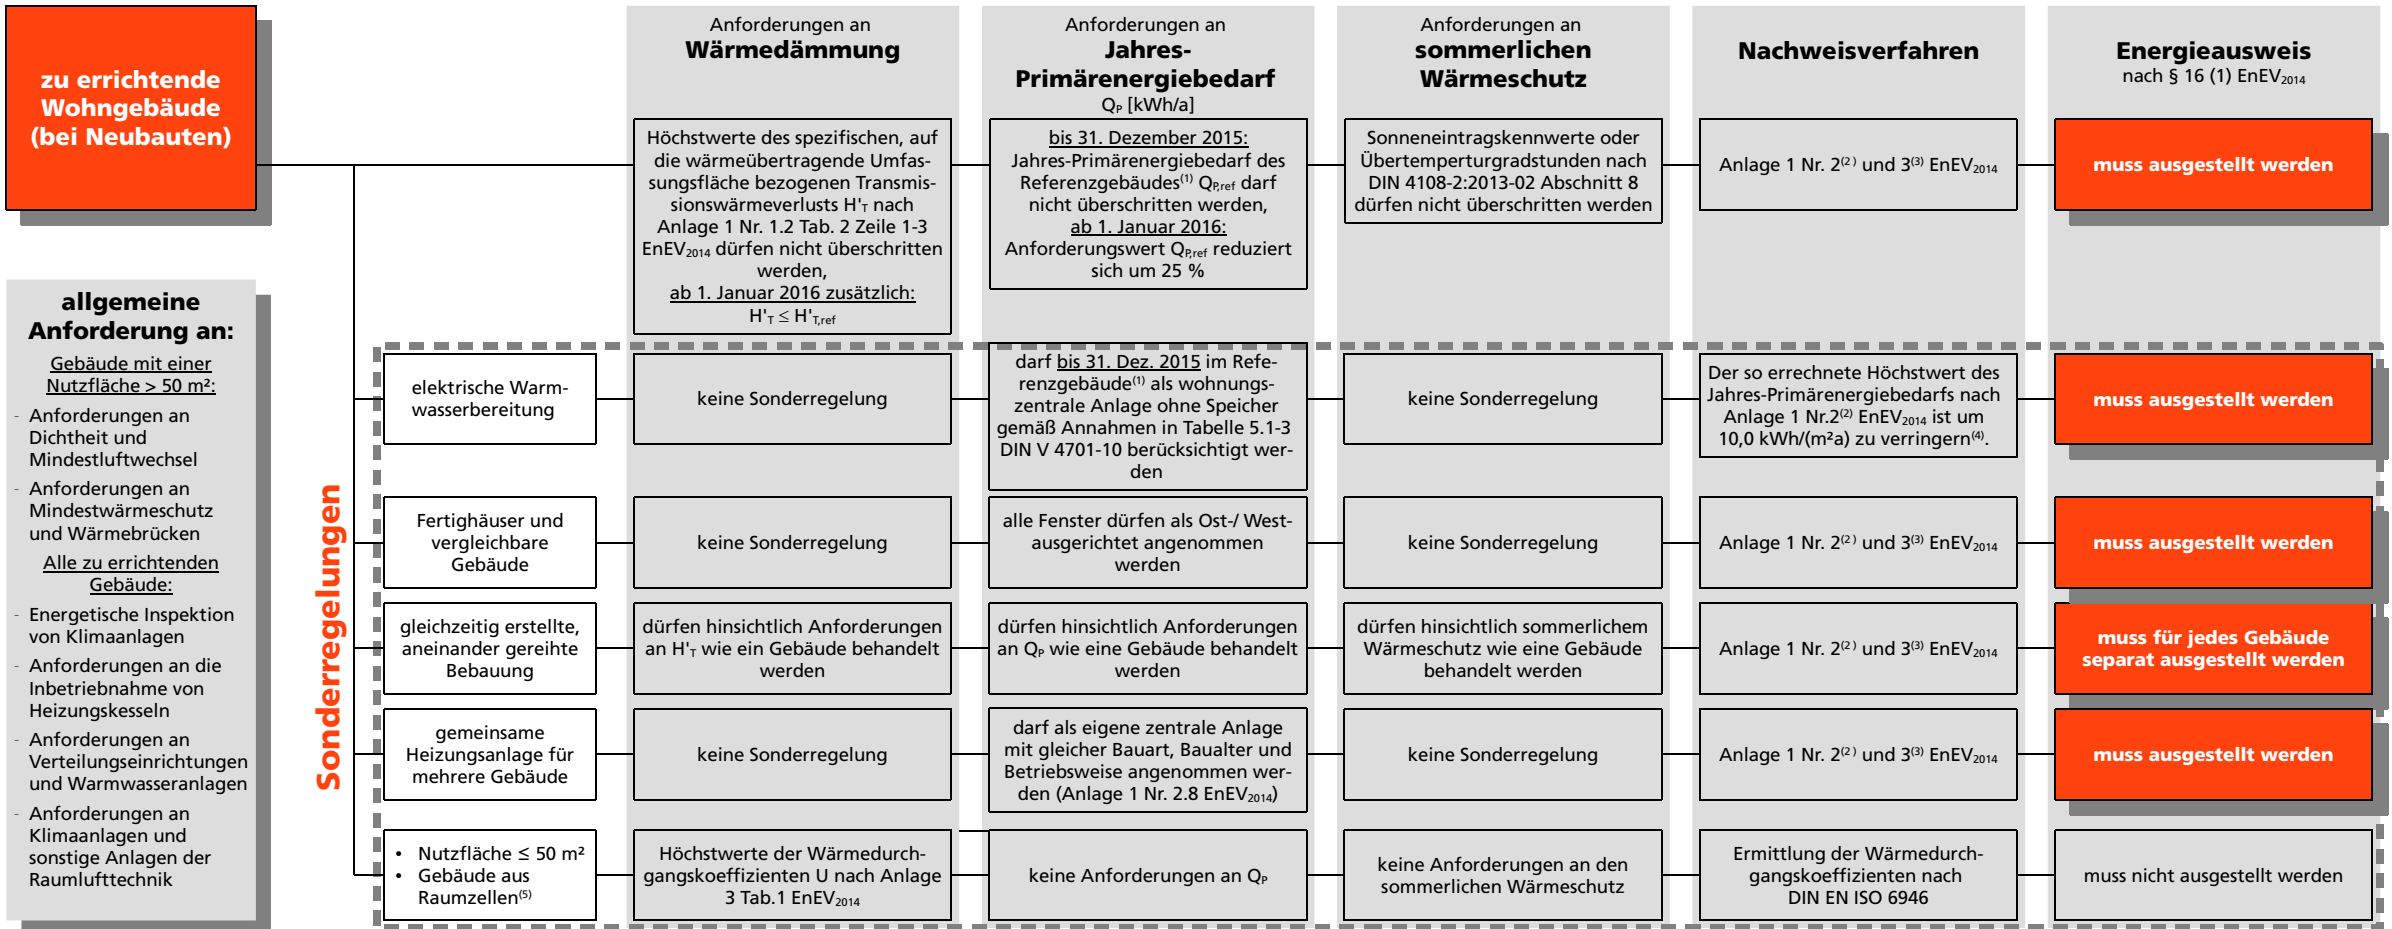 zu errichtende
Wohngebäude
(bei Neubauten)
Anforderungen an
Wärmedämmung
Anforderungen an
Jahres-
Primärenergiebedarf
Qₚ [kWh/a]
Anforderungen an
sommerlichen
Wärmeschutz
Nachweisverfahren
Energieausweis
nach § 16 (1) EnEV2014
Höchstwerte des spezifischen, auf
die wärmeübertragende Umfas-
sungsfläche bezogenen Transmis-
sionswärmeverlusts H'T nach
Anlage 1 Nr. 1.2 Tab. 2 Zeile 1-3
EnEV2014 dürfen nicht überschritten
werden,
ab 1. Januar 2016 zusätzlich:
H'T ≤ H'T,ref
bis 31. Dezember 2015:
Jahres-Primärenergiebedarf des
Referenzgebäudes(1) QP,ref darf
nicht überschritten werden,
ab 1. Januar 2016:
Anforderungswert QP,ref reduziert
sich um 25 %
Sonneneintragskennwerte oder
Übertemperturgradstunden nach
DIN 4108-2:2013-02 Abschnitt 8
dürfen nicht überschritten werden
Anlage 1 Nr. 2(2) und 3(3) EnEV2014
muss ausgestellt werden
allgemeine
Anforderung an:
Gebäude mit einer
Nutzfläche > 50 m²:
- Anforderungen an
Dichtheit und
Mindestluftwechsel
- Anforderungen an
Mindestwärmeschutz
und Wärmebrücken
Alle zu errichtenden
Gebäude:
- Energetische Inspektion
von Klimaanlagen
- Anforderungen an die
Inbetriebnahme von
Heizungskesseln
- Anforderungen an
Verteilungseinrichtungen
und Warmwasseranlagen
- Anforderungen an
Klimaanlagen und
sonstige Anlagen der
Raumlufttechnik
Sonderregelungen
elektrische Warm-
wasserbereitung
keine Sonderregelung
darf bis 31. Dez. 2015 im Refe-
renzgebäude(1) als wohnungs-
zentrale Anlage ohne Speicher
gemäß Annahmen in Tabelle 5.1-3
DIN V 4701-10 berücksichtigt wer-
den
keine Sonderregelung
Der so errechnete Höchstwert des
Jahres-Primärenergiebedarfs nach
Anlage 1 Nr.2(2) EnEV2014 ist um
10,0 kWh/(m²a) zu verringern(4).
muss ausgestellt werden
Fertighäuser und
vergleichbare
Gebäude
keine Sonderregelung
alle Fenster dürfen als Ost-/ West-
ausgerichtet angenommen
werden
keine Sonderregelung
Anlage 1 Nr. 2(2) und 3(3) EnEV2014
muss ausgestellt werden
gleichzeitig erstellte,
aneinander gereihte
Bebauung
dürfen hinsichtlich Anforderungen
an H'T wie ein Gebäude behandelt
werden
dürfen hinsichtlich Anforderungen
an QP wie eine Gebäude behandelt
werden
dürfen hinsichtlich sommerlichem
Wärmeschutz wie eine Gebäude
behandelt werden
Anlage 1 Nr. 2(2) und 3(3) EnEV2014
muss für jedes Gebäude
separat ausgestellt werden
gemeinsame
Heizungsanlage für
mehrere Gebäude
keine Sonderregelung
darf als eigene zentrale Anlage
mit gleicher Bauart, Baualter und
Betriebsweise angenommen wer-
den (Anlage 1 Nr. 2.8 EnEV2014)
keine Sonderregelung
Anlage 1 Nr. 2(2) und 3(3) EnEV2014
muss ausgestellt werden
• Nutzfläche ≤ 50 m²
• Gebäude aus
Raumzellen(5)
Höchstwerte der Wärmedurch-
gangskoeffizienten U nach Anlage
3 Tab.1 EnEV2014
keine Anforderungen an QP
keine Anforderungen an den
sommerlichen Wärmeschutz
Ermittlung der Wärmedurch-
gangskoeffizienten nach
DIN EN ISO 6946
muss nicht ausgestellt werden